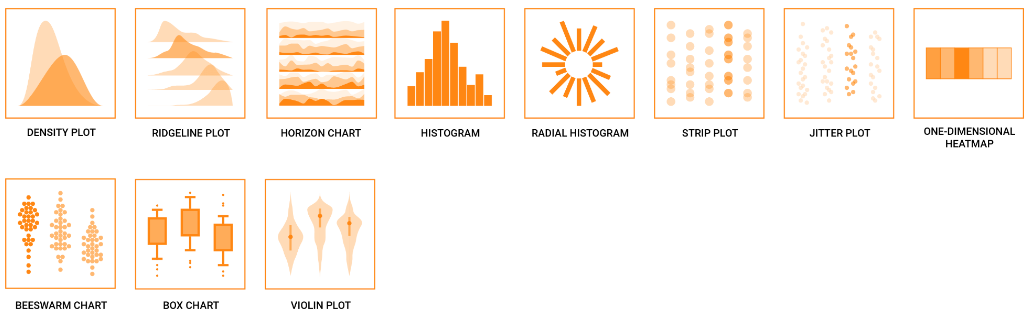 DENSITY PLOT
RIDGELINE PLOT
HORIZON CHART
HISTOGRAM
RADIAL HISTOGRAM
STRIP PLOT
JITTER PLOT
ONE-DIMENSIONAL
HEATMAP
BEESWARM CHART
BOX CHART
VIOLIN PLOT